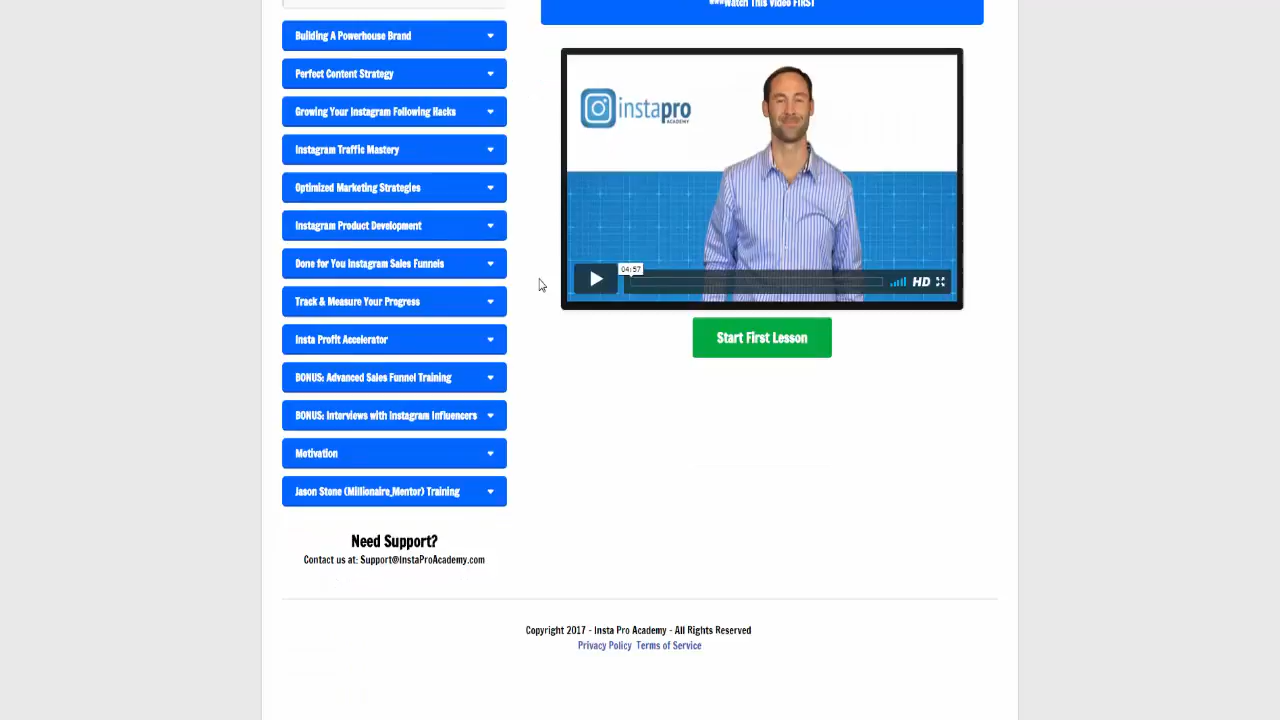 ***Watch This Video FIRST
Building A Powerhouse Brand
Perfect Content Strategy
Growing Your Instagram Following Hacks
Instagram Traffic Mastery
Optimized Marketing Strategies
Instagram Product Development
Done for You Instagram Sales Funnels
Track & Measure Your Progress
Insta Profit Accelerator
BONUS: Advanced Sales Funnel Training
BONUS: Interviews with Instagram Influencers
Motivation
Jason Stone (Millionaire_Mentor) Training
Need Support?
Contact us at: Support@InstaProAcademy.com
instapro
ACADEMY
04:57
HD
Start First Lesson
Copyright 2017 - Insta Pro Academy - All Rights Reserved
Privacy Policy Terms of Service